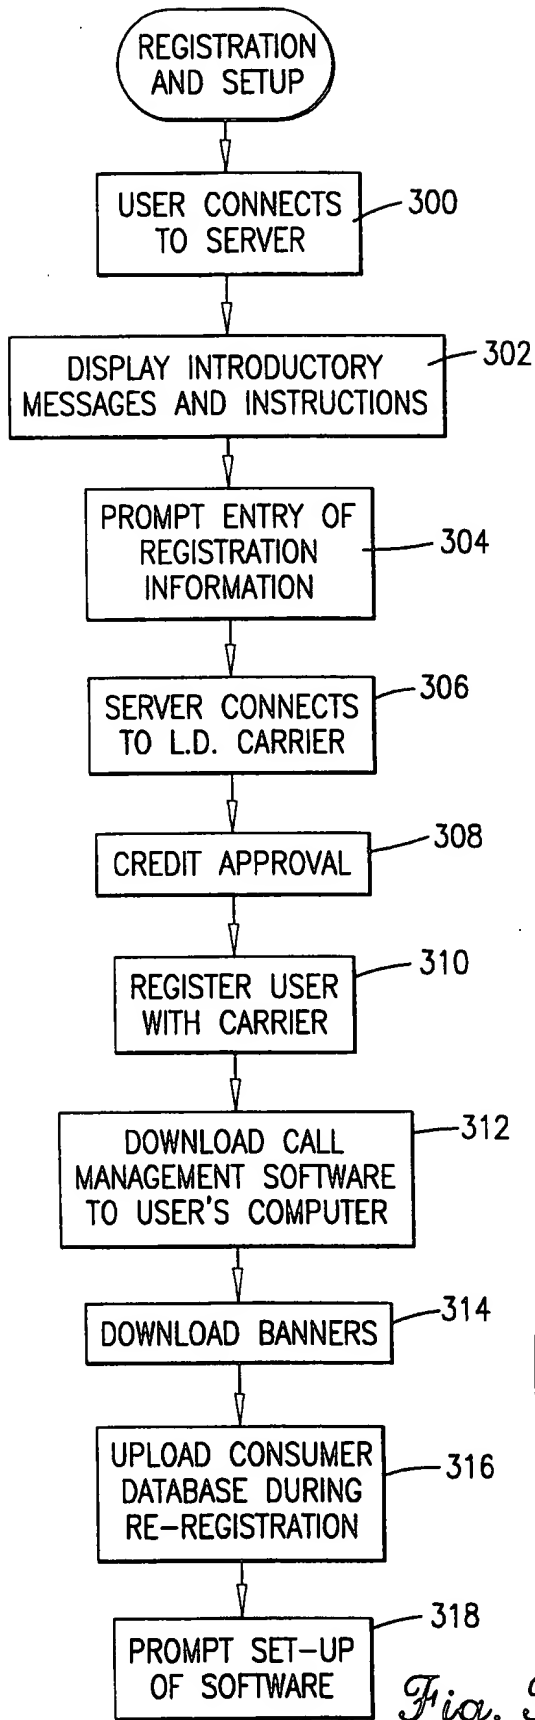 REGISTRATION
AND SETUP
USER CONNECTS
TO SERVER
300
DISPLAY INTRODUCTORY
MESSAGES AND INSTRUCTIONS
302
PROMPT ENTRY OF
REGISTRATION
INFORMATION
304
SERVER CONNECTS
TO L.D. CARRIER
306
CREDIT APPROVAL
308
REGISTER USER
WITH CARRIER
310
DOWNLOAD CALL
MANAGEMENT SOFTWARE
TO USER'S COMPUTER
312
DOWNLOAD BANNERS
314
UPLOAD CONSUMER
DATABASE DURING
RE-REGISTRATION
316
PROMPT SET-UP
OF SOFTWARE
318
Fig.